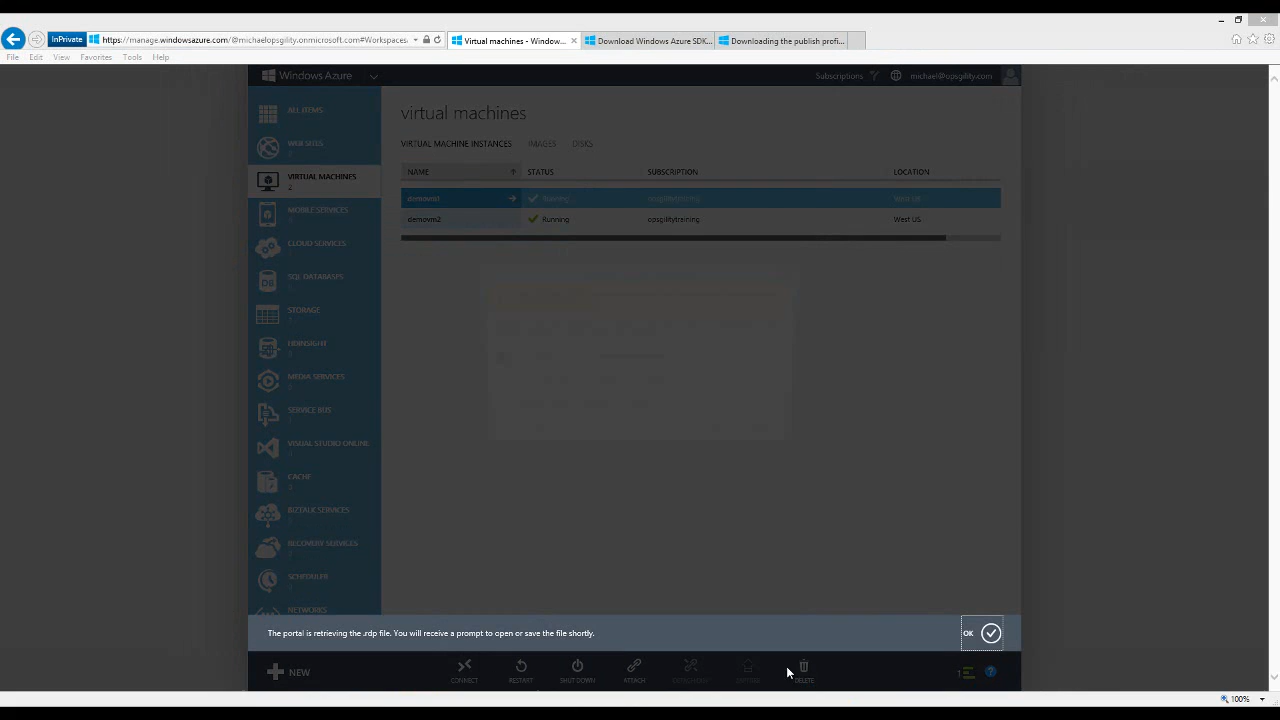 InPrivate https://manage.windowsazure.com/@michaelopsgility.onmicrosoft.com#Workspaces, Virtual machines - Window... Download Windows Azure SDK... Downloading the publish profi...
File Edit View Favorites Tools Help
Windows Azure Subscriptions michael@opsgility.com
ALL ITEMS
WEB SITES
VIRTUAL MACHINES
2
MOBILE SERVICES
CLOUD SERVICES
SQL DATABASES
DB
STORAGE
HDINSIGHT
MEDIA SERVICES
SERVICE BUS
VISUAL STUDIO ONLINE
CACHE
BIZTALK SERVICES
RECOVERY SERVICES
SCHEDULER
NETWORKS
virtual machines
VIRTUAL MACHINE INSTANCES IMAGES DISKS
NAME STATUS SUBSCRIPTION LOCATION
demovm1 Running opsgilitytraining West US
demovm2 Running opsgilitytraining West US
The portal is retrieving the .rdp file. You will receive a prompt to open or save the file shortly.
OK
NEW CONNECT RESTART SHUT DOWN ATTACH DELETE 1 ?
100%